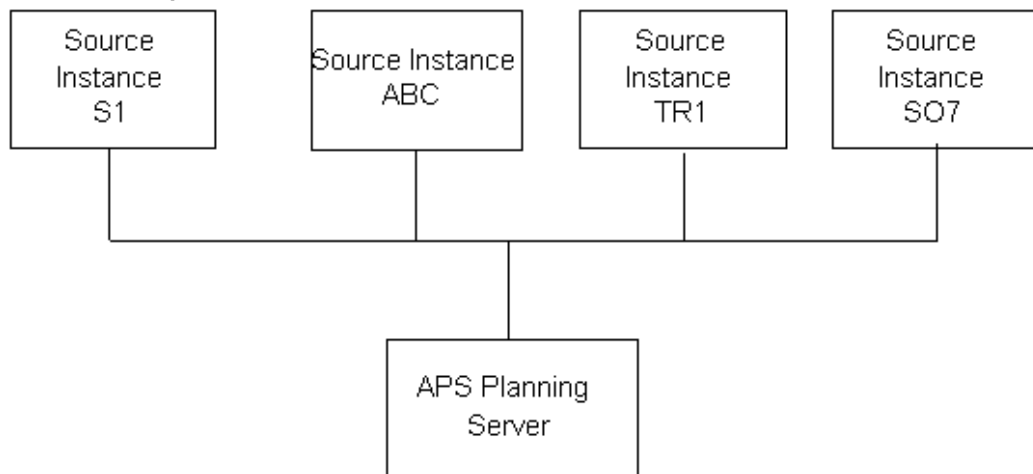 Source
Instance
S1
Source Instance
ABC
Source
Instance
TR1
Source
Instance
SO7
APS Planning
Server